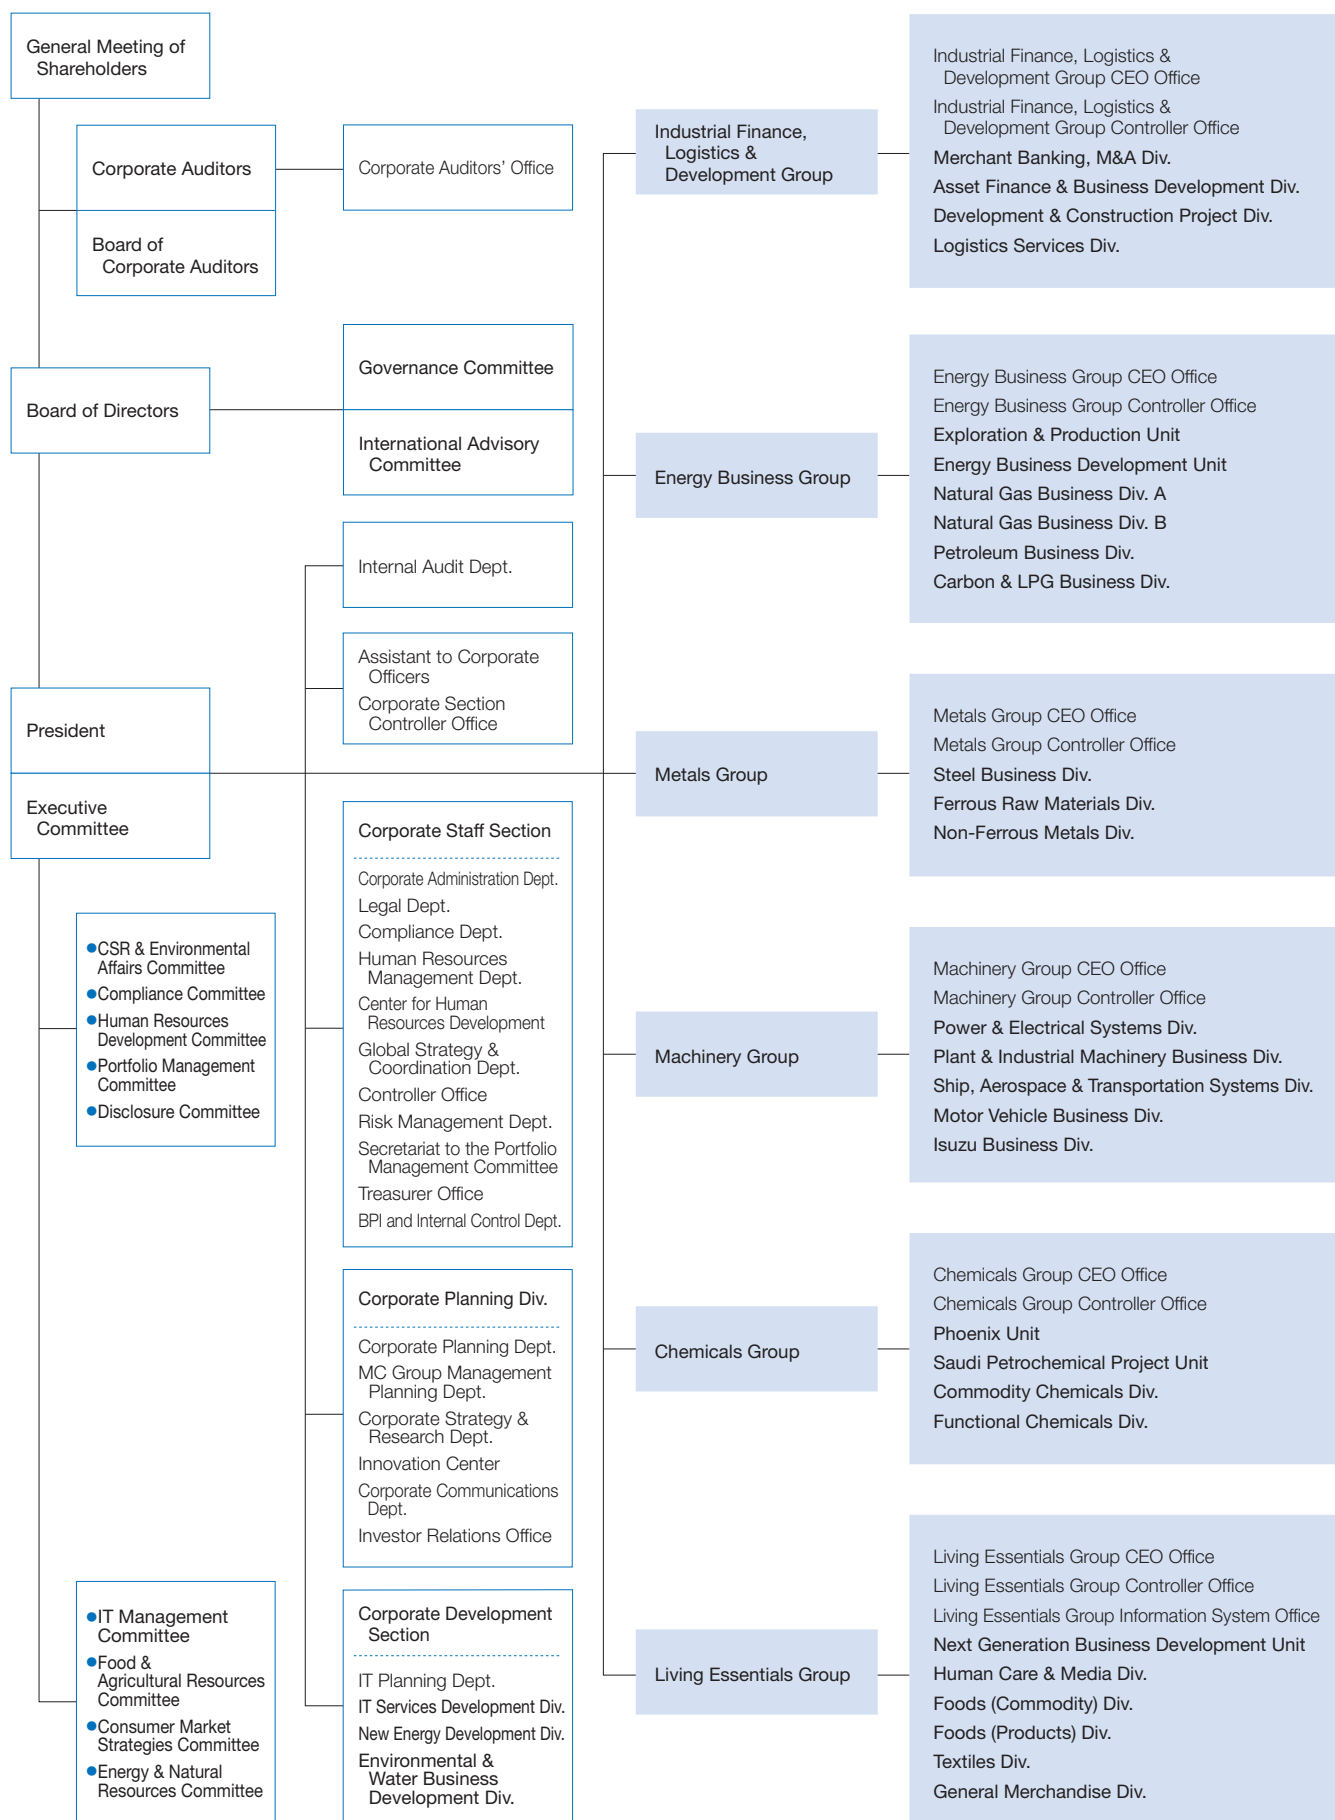 General Meeting of
Shareholders
Corporate Auditors
Board of
Corporate Auditors
Corporate Auditors’ Office
Board of Directors
Governance Committee
International Advisory
Committee
Internal Audit Dept.
Assistant to Corporate
Officers
Corporate Section
Controller Office
President
Executive
Committee
●CSR & Environmental
Affairs Committee
●Compliance Committee
●Human Resources
Development Committee
●Portfolio Management
Committee
●Disclosure Committee
●IT Management
Committee
●Food &
Agricultural Resources
Committee
●Consumer Market
Strategies Committee
●Energy & Natural
Resources Committee
Corporate Staff Section
Corporate Administration Dept.
Legal Dept.
Compliance Dept.
Human Resources
Management Dept.
Center for Human
Resources Development
Global Strategy &
Coordination Dept.
Controller Office
Risk Management Dept.
Secretariat to the Portfolio
Management Committee
Treasurer Office
BPI and Internal Control Dept.
Corporate Planning Div.
Corporate Planning Dept.
MC Group Management
Planning Dept.
Corporate Strategy &
Research Dept.
Innovation Center
Corporate Communications
Dept.
Investor Relations Office
Corporate Development
Section
IT Planning Dept.
IT Services Development Div.
New Energy Development Div.
Environmental &
Water Business
Development Div.
Industrial Finance,
Logistics &
Development Group
Industrial Finance, Logistics &
Development Group CEO Office
Industrial Finance, Logistics &
Development Group Controller Office
Merchant Banking, M&A Div.
Asset Finance & Business Development Div.
Development & Construction Project Div.
Logistics Services Div.
Energy Business Group
Energy Business Group CEO Office
Energy Business Group Controller Office
Exploration & Production Unit
Energy Business Development Unit
Natural Gas Business Div. A
Natural Gas Business Div. B
Petroleum Business Div.
Carbon & LPG Business Div.
Metals Group
Metals Group CEO Office
Metals Group Controller Office
Steel Business Div.
Ferrous Raw Materials Div.
Non-Ferrous Metals Div.
Machinery Group
Machinery Group CEO Office
Machinery Group Controller Office
Power & Electrical Systems Div.
Plant & Industrial Machinery Business Div.
Ship, Aerospace & Transportation Systems Div.
Motor Vehicle Business Div.
Isuzu Business Div.
Chemicals Group
Chemicals Group CEO Office
Chemicals Group Controller Office
Phoenix Unit
Saudi Petrochemical Project Unit
Commodity Chemicals Div.
Functional Chemicals Div.
Living Essentials Group
Living Essentials Group CEO Office
Living Essentials Group Controller Office
Living Essentials Group Information System Office
Next Generation Business Development Unit
Human Care & Media Div.
Foods (Commodity) Div.
Foods (Products) Div.
Textiles Div.
General Merchandise Div.